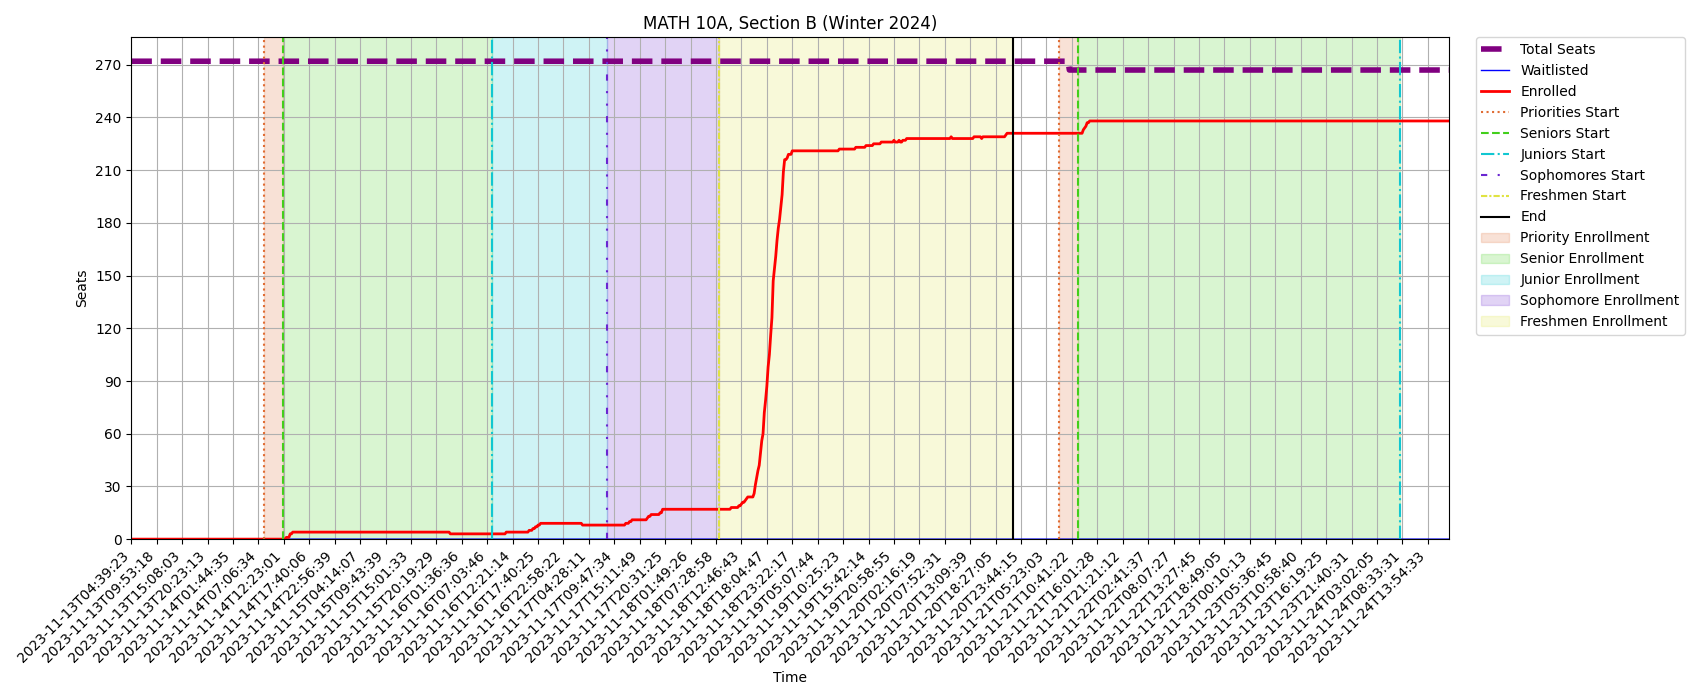 MATH 10A, Section B (Winter 2024)
Total Seats
Waitlisted
Enrolled
Priorities Start
Seniors Start
Juniors Start
Sophomores Start
Freshmen Start
End
Priority Enrollment
Senior Enrollment
Junior Enrollment
Sophomore Enrollment
Freshmen Enrollment
Seats
270
240
210
180
150
120
90
60
30
0
2023-11-13T04:39:23
2023-11-13T09:53:18
2023-11-13T15:08:03
2023-11-13T20:23:13
2023-11-14T01:44:35
2023-11-14T07:06:34
2023-11-14T12:23:01
2023-11-14T17:40:06
2023-11-14T22:56:39
2023-11-15T04:14:07
2023-11-15T09:43:39
2023-11-15T15:01:33
2023-11-15T20:19:29
2023-11-16T01:36:36
2023-11-16T07:03:46
2023-11-16T12:21:14
2023-11-16T17:40:25
2023-11-16T22:58:22
2023-11-17T04:28:11
2023-11-17T09:47:34
2023-11-17T15:11:49
2023-11-17T20:31:25
2023-11-18T01:49:26
2023-11-18T07:28:58
2023-11-18T12:46:43
2023-11-18T18:04:47
2023-11-18T23:22:17
2023-11-19T05:07:44
2023-11-19T10:25:23
2023-11-19T15:42:14
2023-11-19T20:58:55
2023-11-20T02:16:19
2023-11-20T07:52:31
2023-11-20T13:09:39
2023-11-20T18:27:05
2023-11-20T23:44:15
2023-11-21T05:23:03
2023-11-21T10:41:22
2023-11-21T16:01:28
2023-11-21T21:21:12
2023-11-22T02:41:37
2023-11-22T08:07:27
2023-11-22T13:27:45
2023-11-22T18:49:05
2023-11-23T00:10:13
2023-11-23T05:36:45
2023-11-23T10:58:40
2023-11-23T16:19:25
2023-11-23T21:40:31
2023-11-24T03:02:05
2023-11-24T08:33:31
2023-11-24T13:54:33
Time